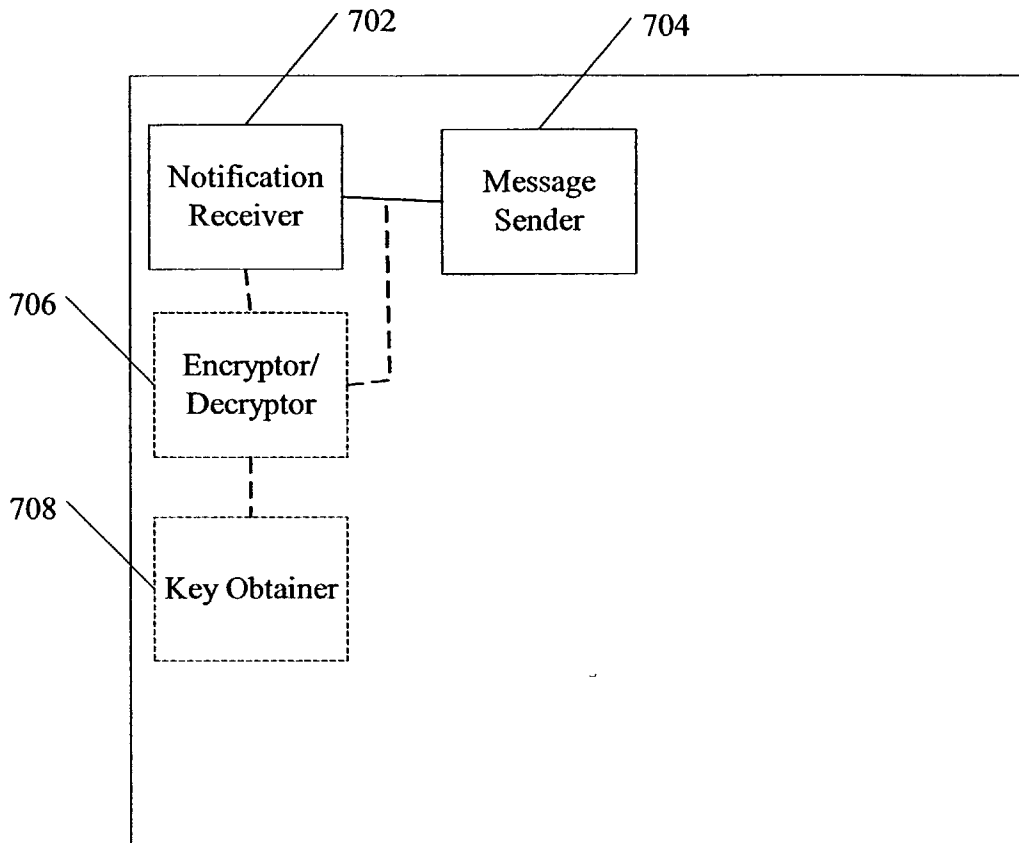 702
704
Notification
Receiver
Message
Sender
706
Encryptor/
Decryptor
708
Key Obtainer